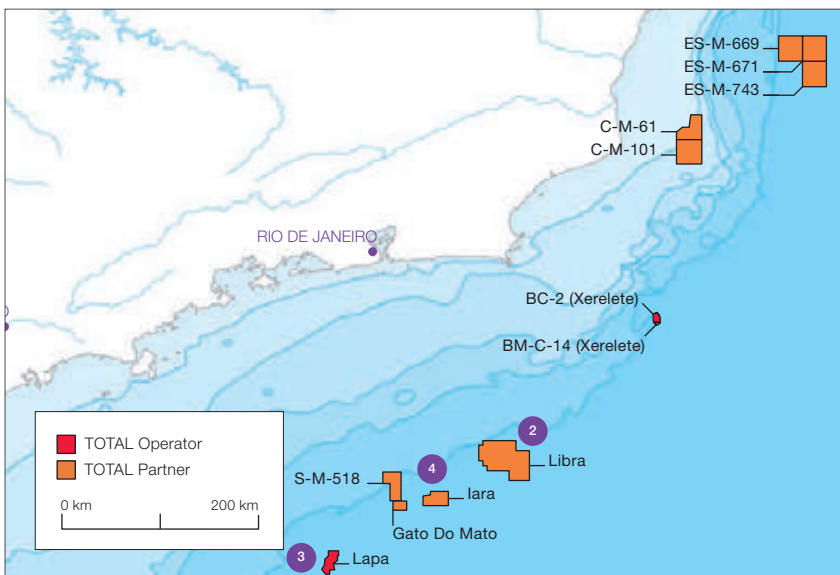 ES-M-669
ES-M-671
ES-M-743
C-M-61
C-M-101
RIO DE JANEIRO
BC-2 (Xerelete)
BM-C-14 (Xerelete)
2
Libra
4
S-M-518
Iara
Gato Do Mato
3
Lapa
TOTAL Operator
TOTAL Partner
0 km 200 km